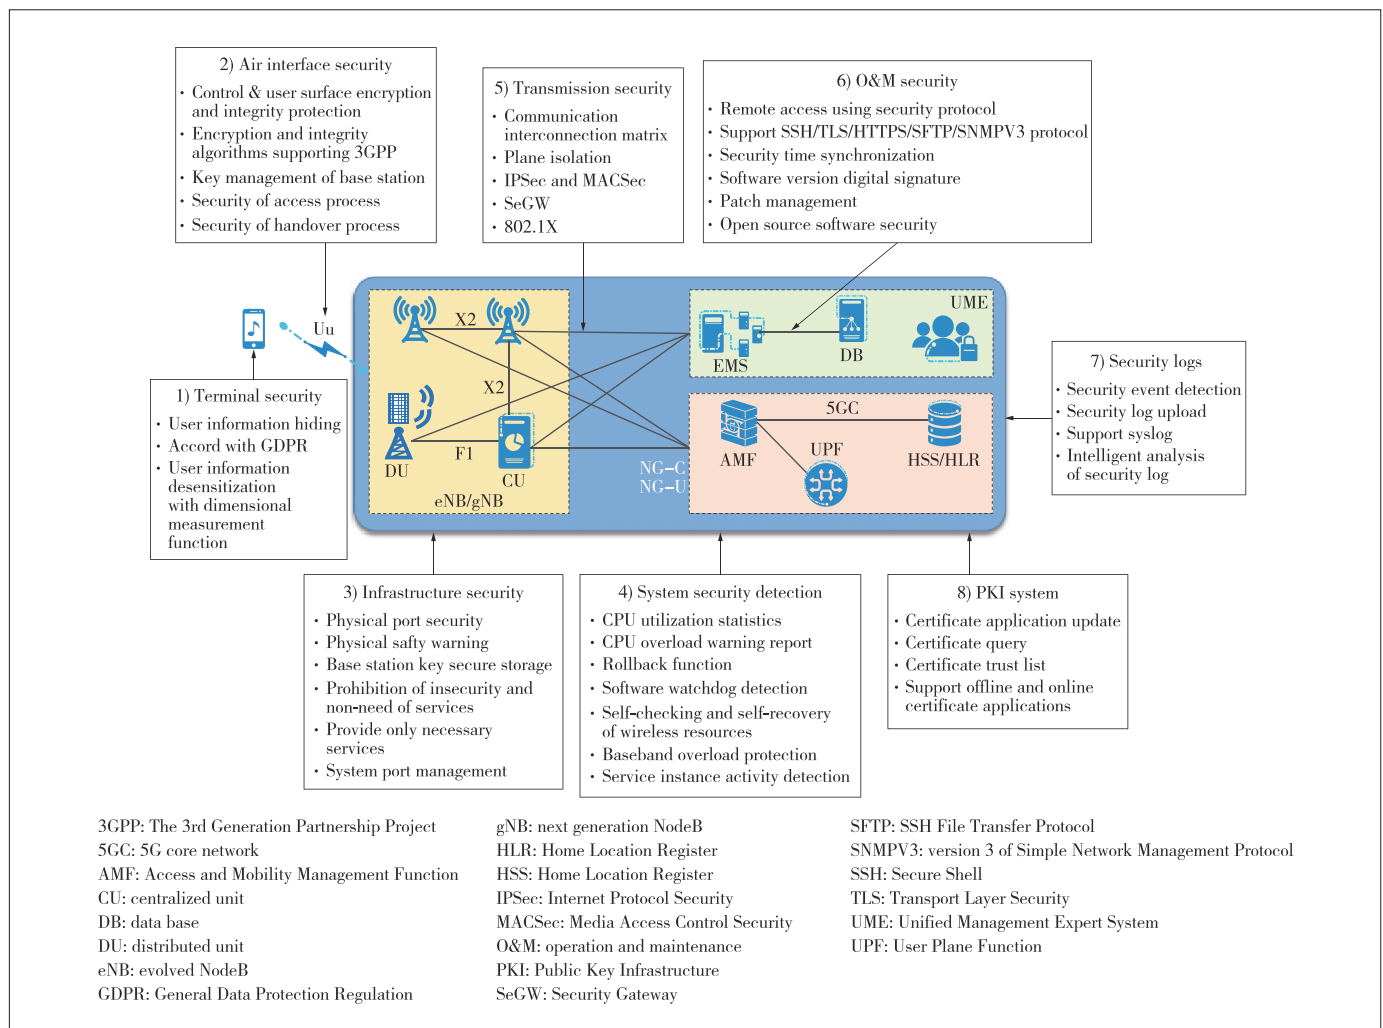 2) Air interface security
· Control & user surface encryption
and integrity protection
· Encryption and integrity
algorithms supporting 3GPP
· Key management of base station
· Security of access process
· Security of handover process
5) Transmission security
· Communication
interconnection matrix
· Plane isolation
· IPSec and MACSec
· SeGW
· 802.1X
6) O&M security
· Remote access using security protocol
· Support SSH/TLS/HTTPS/SFTP/SNMPV3 protocol
· Security time synchronization
· Software version digital signature
· Patch management
· Open source software security
Uu
X2
X2
DU
F1
CU
eNB/gNB
NG-C
NG-U
UME
EMS
DB
5GC
AMF
UPF
HSS/HLR
1) Terminal security
· User information hiding
· Accord with GDPR
· User information
desensitization
with dimensional
measurement
function
7) Security logs
· Security event detection
· Security log upload
· Support syslog
· Intelligent analysis
of security log
3) Infrastructure security
· Physical port security
· Physical safty warning
· Base station key secure storage
· Prohibition of insecurity and
non-need of services
· Provide only necessary
services
· System port management
4) System security detection
· CPU utilization statistics
· CPU overload warning report
· Rollback function
· Software watchdog detection
· Self-checking and self-recovery
of wireless resources
· Baseband overload protection
· Service instance activity detection
8) PKI system
· Certificate application update
· Certificate query
· Certificate trust list
· Support offline and online
certificate applications
3GPP: The 3rd Generation Partnership Project
5GC: 5G core network
AMF: Access and Mobility Management Function
CU: centralized unit
DB: data base
DU: distributed unit
eNB: evolved NodeB
GDPR: General Data Protection Regulation
gNB: next generation NodeB
HLR: Home Location Register
HSS: Home Location Register
IPSec: Internet Protocol Security
MACSec: Media Access Control Security
O&M: operation and maintenance
PKI: Public Key Infrastructure
SeGW: Security Gateway
SFTP: SSH File Transfer Protocol
SNMPV3: version 3 of Simple Network Management Protocol
SSH: Secure Shell
TLS: Transport Layer Security
UME: Unified Management Expert System
UPF: User Plane Function